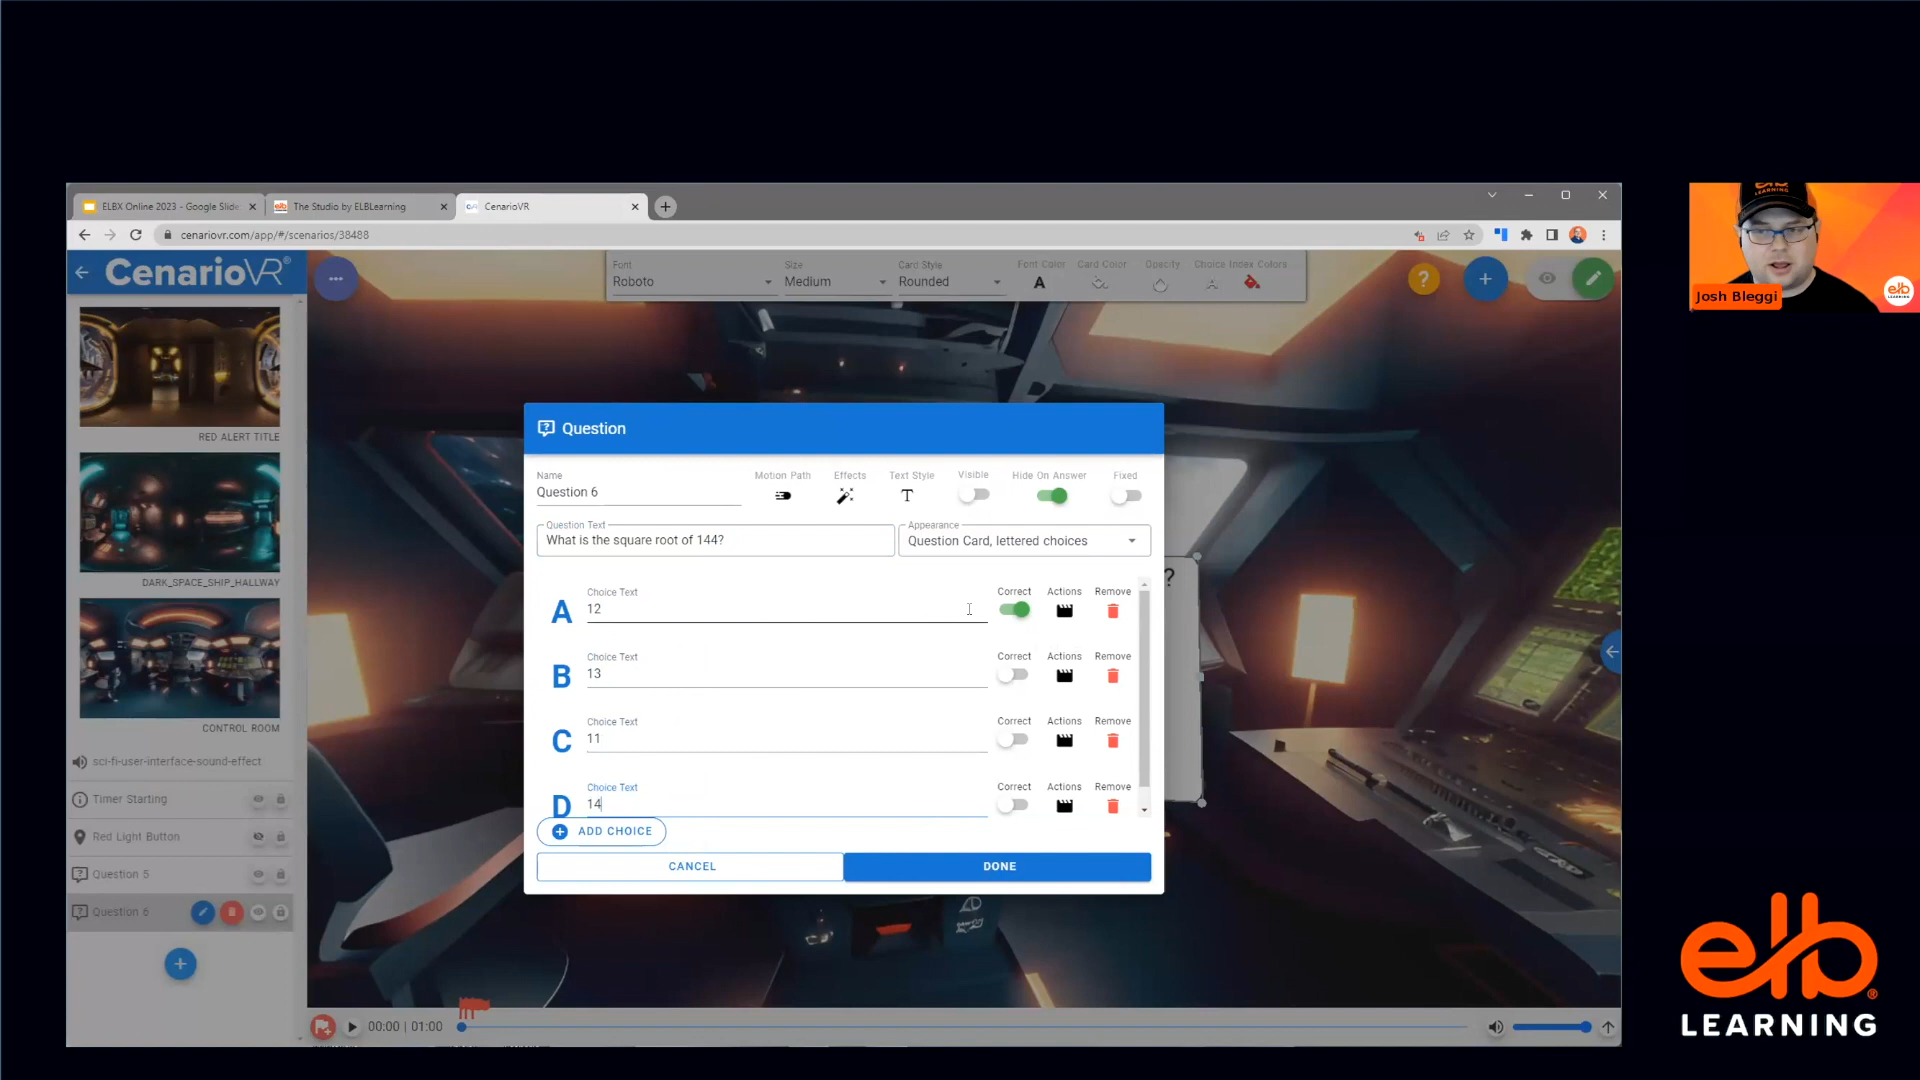 ELBX Online 2023 - Google Slide
The Studio by ELBLearning
CenarioVR
cenariovr.com/app/#/scenarios/38488
CenarioVR®
Font
Roboto
Size
Medium
Card Style
Rounded
Font Color
Card Color
Opacity
Choice Index Colors
RED ALERT TITLE
DARK_SPACE_SHIP_HALLWAY
CONTROL ROOM
sci-fi-user-interface-sound-effect
Timer Starting
Red Light Button
Question 5
Question 6
Question
Name
Question 6
Motion Path
Effects
Text Style
Visible
Hide On Answer
Fixed
Question Text
What is the square root of 144?
Appearance
Question Card, lettered choices
A
Choice Text
12
Correct
Actions
Remove
B
Choice Text
13
Correct
Actions
Remove
C
Choice Text
11
Correct
Actions
Remove
D
Choice Text
14
Correct
Actions
Remove
ADD CHOICE
CANCEL
DONE
?
00:00 | 01:00
elb
LEARNING
Josh Bleggi
elb
LEARNING
elb®
LEARNING